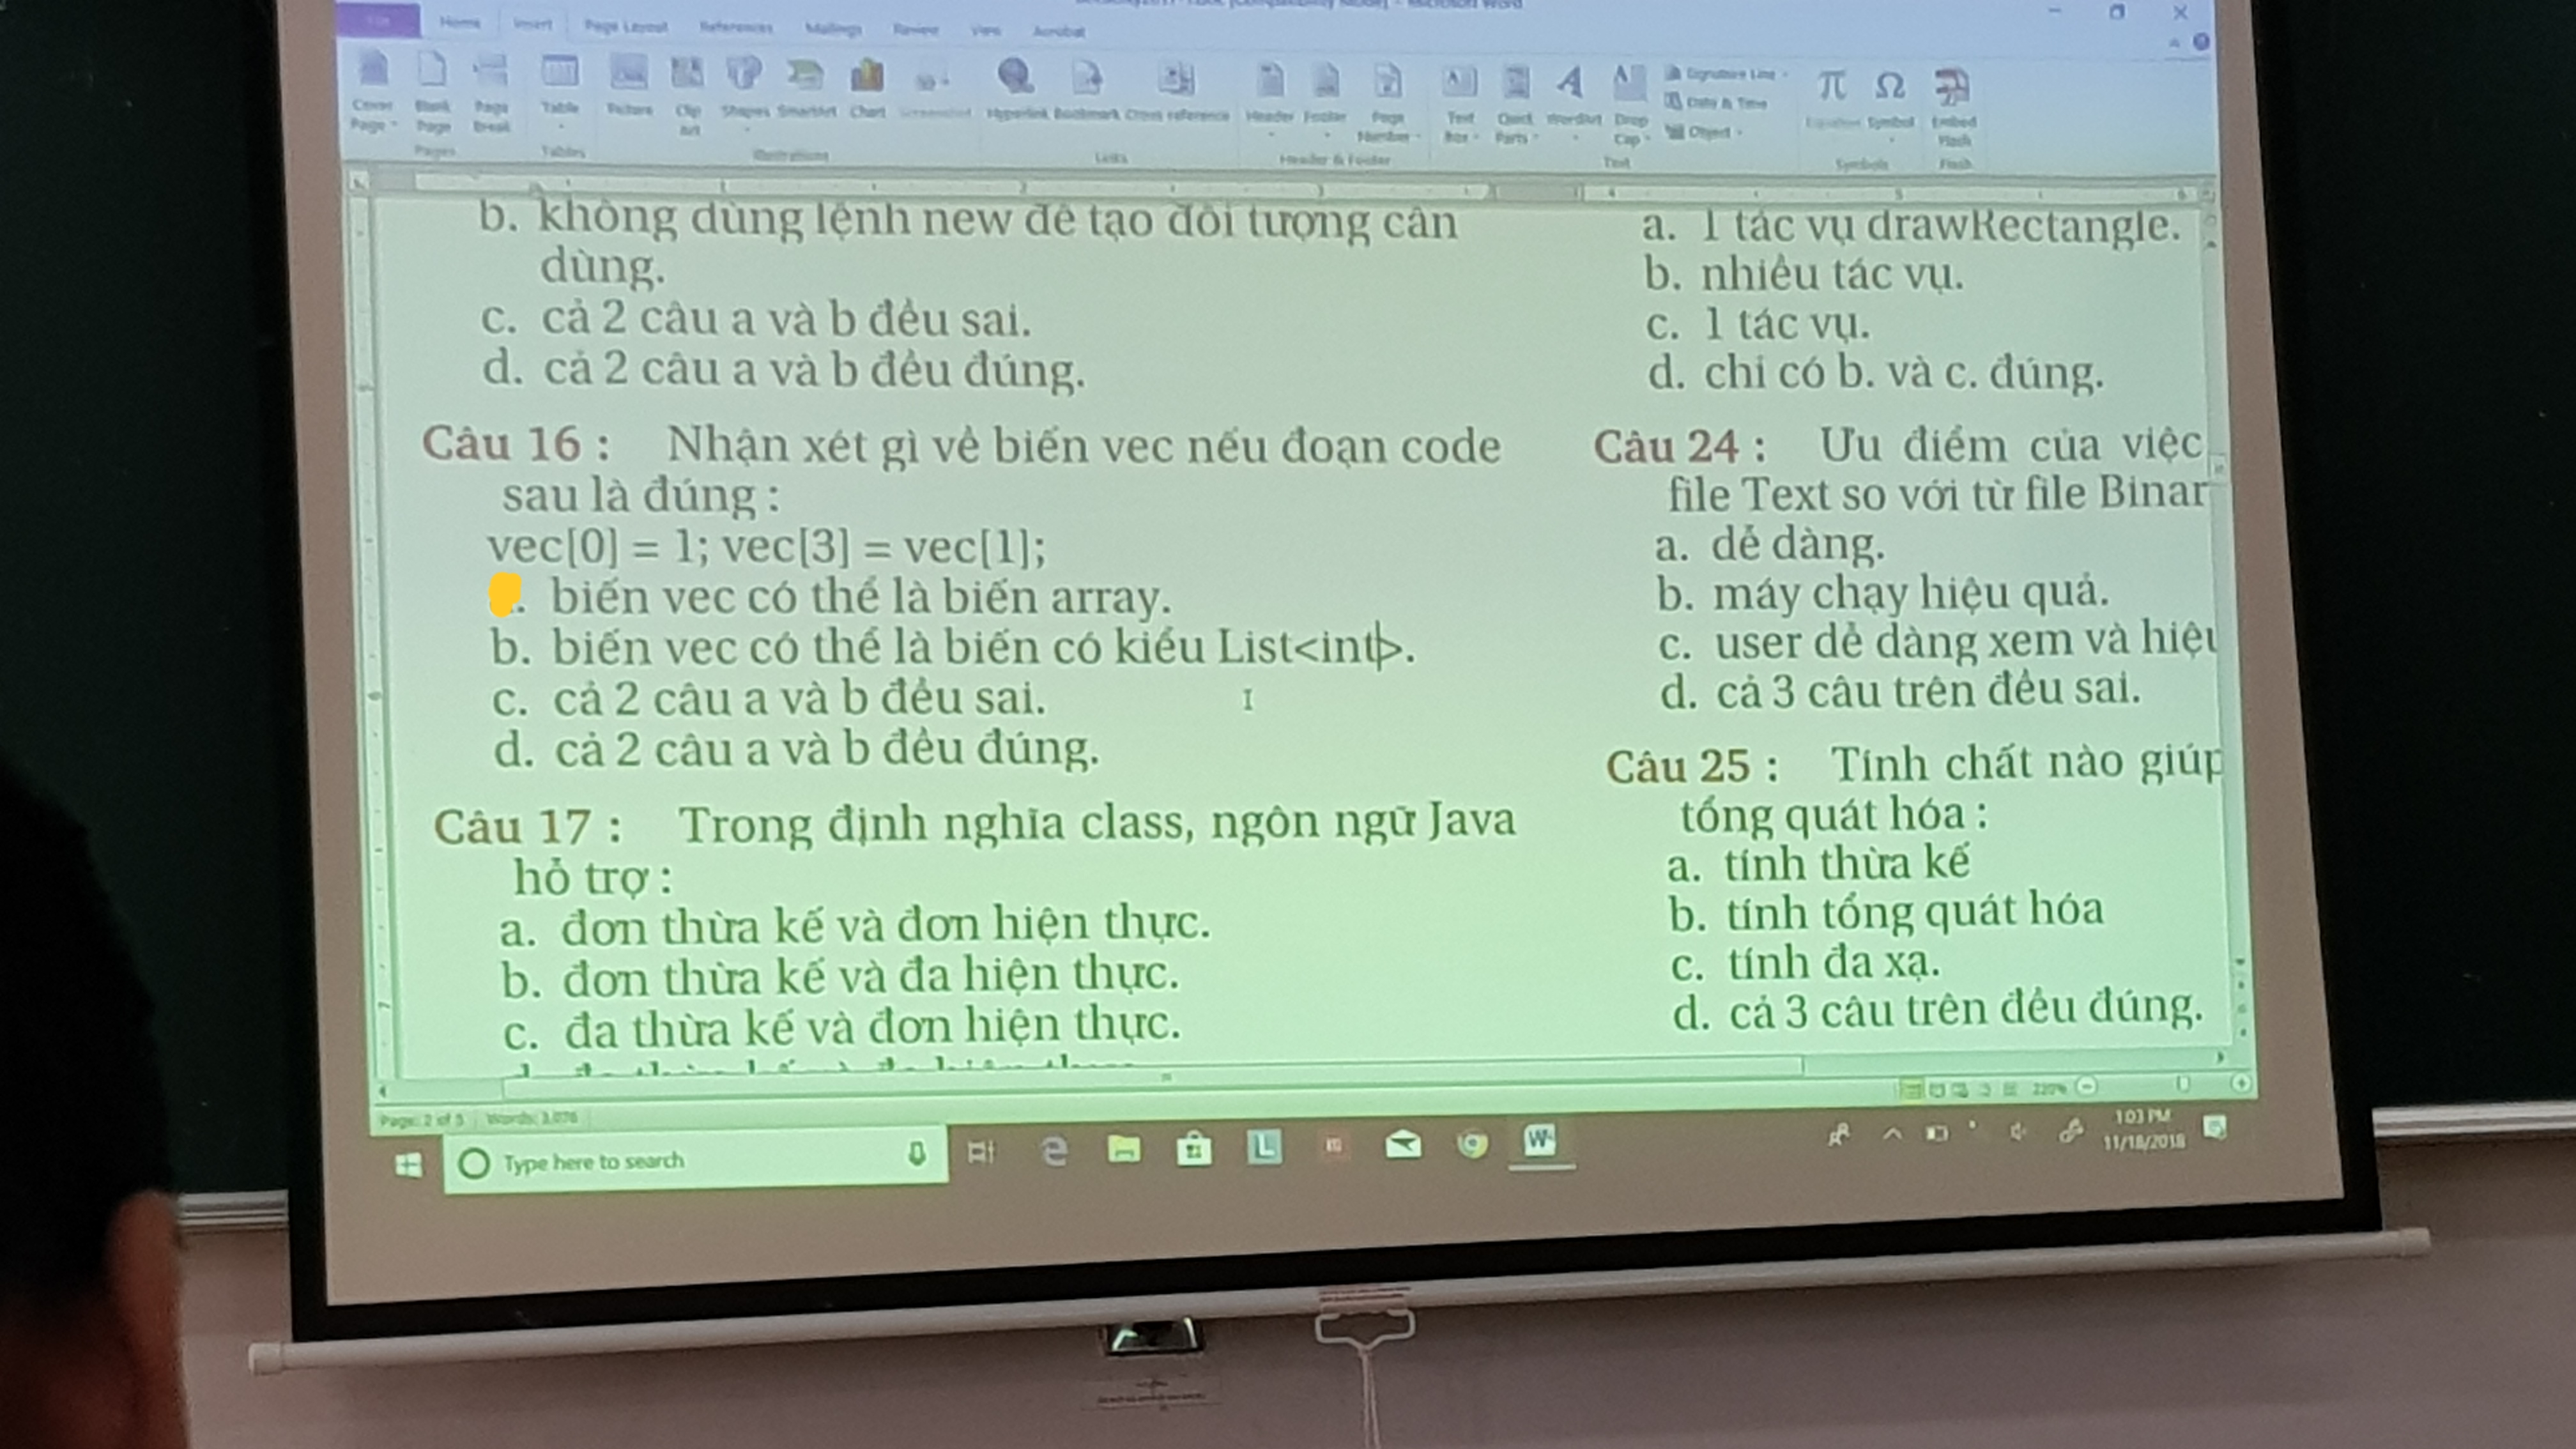 Home Insert Page Layout References Mailings Review View Acrobat
Cover Page Blank Page Page Break Table Picture Clip Art Shapes SmartArt Chart Screenshot Hyperlink Bookmark Cross-reference Header Footer Page Number Text Box Quick Parts WordArt Drop Cap Signature Line Date & Time Object Equation Symbol Embed Flash
Pages Tables Illustrations Links Header & Footer Text Symbols Flash
b. không dùng lệnh new để tạo đối tượng cần
dùng.
c. cả 2 câu a và b đều sai.
d. cả 2 câu a và b đều đúng.
Câu 16 : Nhận xét gì về biến vec nếu đoạn code
sau là đúng :
vec[0] = 1; vec[3] = vec[1];
. biến vec có thể là biến array.
b. biến vec có thể là biến có kiểu List<int>.
c. cả 2 câu a và b đều sai.
d. cả 2 câu a và b đều đúng.
Câu 17 : Trong định nghĩa class, ngôn ngữ Java
hỗ trợ :
a. đơn thừa kế và đơn hiện thực.
b. đơn thừa kế và đa hiện thực.
c. đa thừa kế và đơn hiện thực.
a. 1 tác vụ drawRectangle.
b. nhiều tác vụ.
c. 1 tác vụ.
d. chỉ có b. và c. đúng.
Câu 24 : Ưu điểm của việc
file Text so với từ file Binar
a. dễ dàng.
b. máy chạy hiệu quả.
c. user dễ dàng xem và hiệu
d. cả 3 câu trên đều sai.
Câu 25 : Tính chất nào giúp
tổng quát hóa :
a. tính thừa kế
b. tính tổng quát hóa
c. tính đa xạ.
d. cả 3 câu trên đều đúng.
Page: 2 of 5 Words: 3,076
220%
Type here to search
1:03 PM
11/18/2018